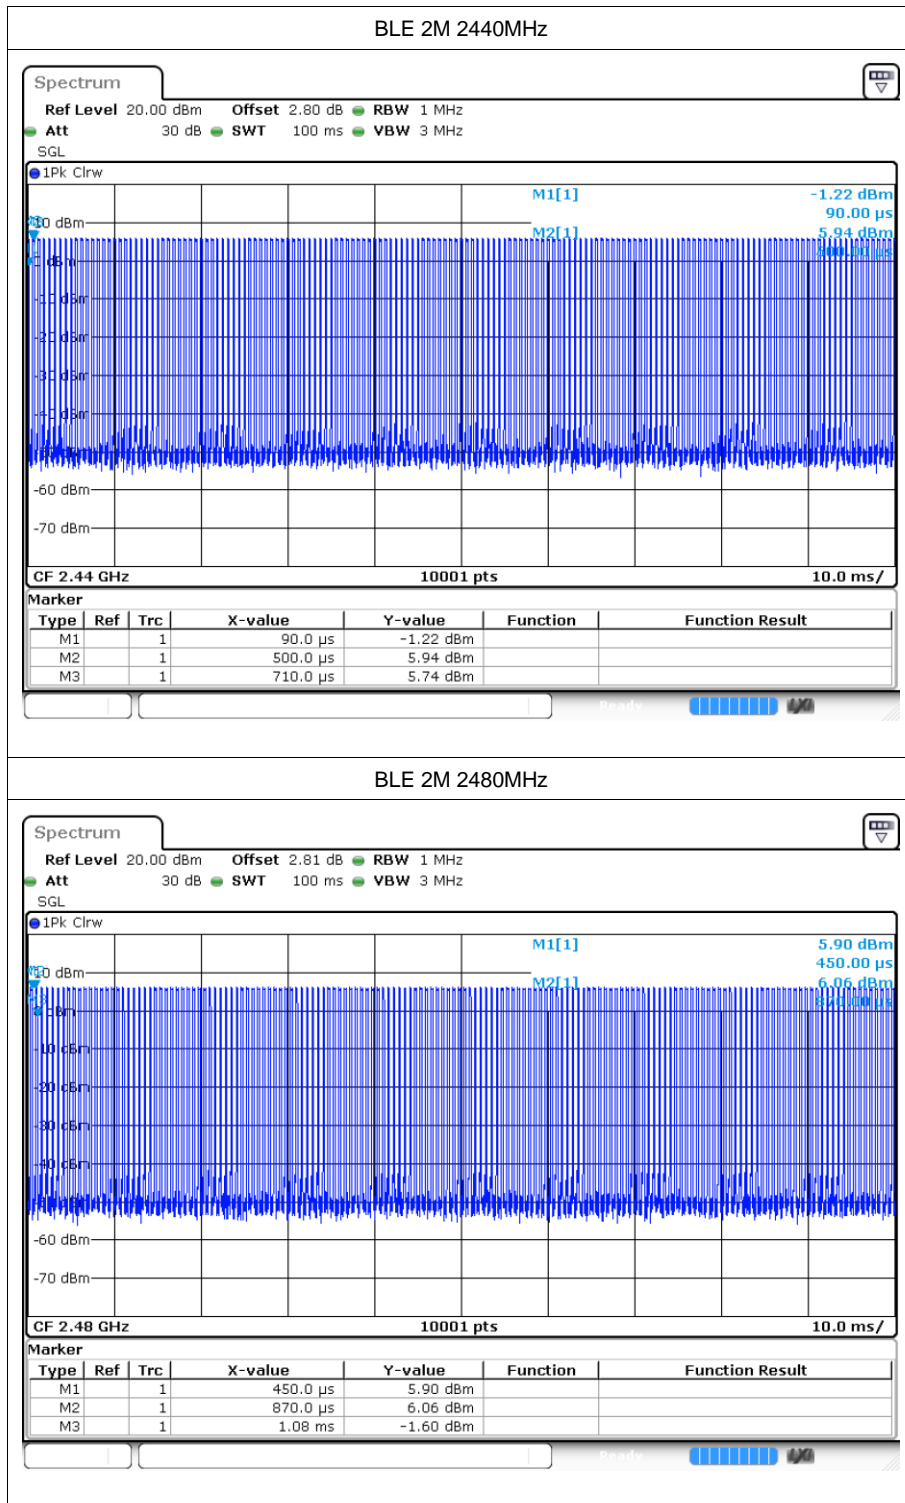 BLE 2M 2440MHz
Spectrum
Ref Level 20.00 dBm Offset 2.80 dB RBW 1 MHz
Att 30 dB SWT 100 ms VBW 3 MHz
SGL
1Pk Clrw
M1[1] -1.22 dBm
90.00 µs
M2[1] 5.94 dBm
500.00 µs
-60 dBm
-70 dBm
CF 2.44 GHz 10001 pts 10.0 ms/
Marker
Type Ref Trc X-value Y-value Function Function Result
M1 1 90.0 µs -1.22 dBm
M2 1 500.0 µs 5.94 dBm
M3 1 710.0 µs 5.74 dBm
Ready
BLE 2M 2480MHz
Spectrum
Ref Level 20.00 dBm Offset 2.81 dB RBW 1 MHz
Att 30 dB SWT 100 ms VBW 3 MHz
SGL
1Pk Clrw
M1[1] 5.90 dBm
450.00 µs
M2[1] 6.06 dBm
870.00 µs
-10 dBm
-20 dBm
-30 dBm
-40 dBm
-60 dBm
-70 dBm
CF 2.48 GHz 10001 pts 10.0 ms/
Marker
Type Ref Trc X-value Y-value Function Function Result
M1 1 450.0 µs 5.90 dBm
M2 1 870.0 µs 6.06 dBm
M3 1 1.08 ms -1.60 dBm
Ready